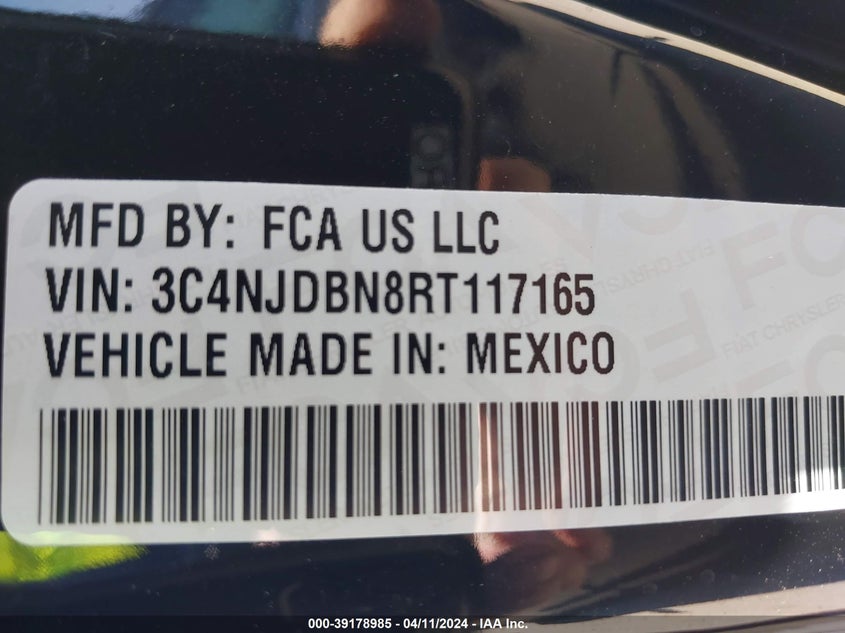 MFD BY: FCA US LLC
VIN: 3C4NJDBN8RT117165
VEHICLE MADE IN: MEXICO
000-39178985 - 04/11/2024 - IAA Inc.